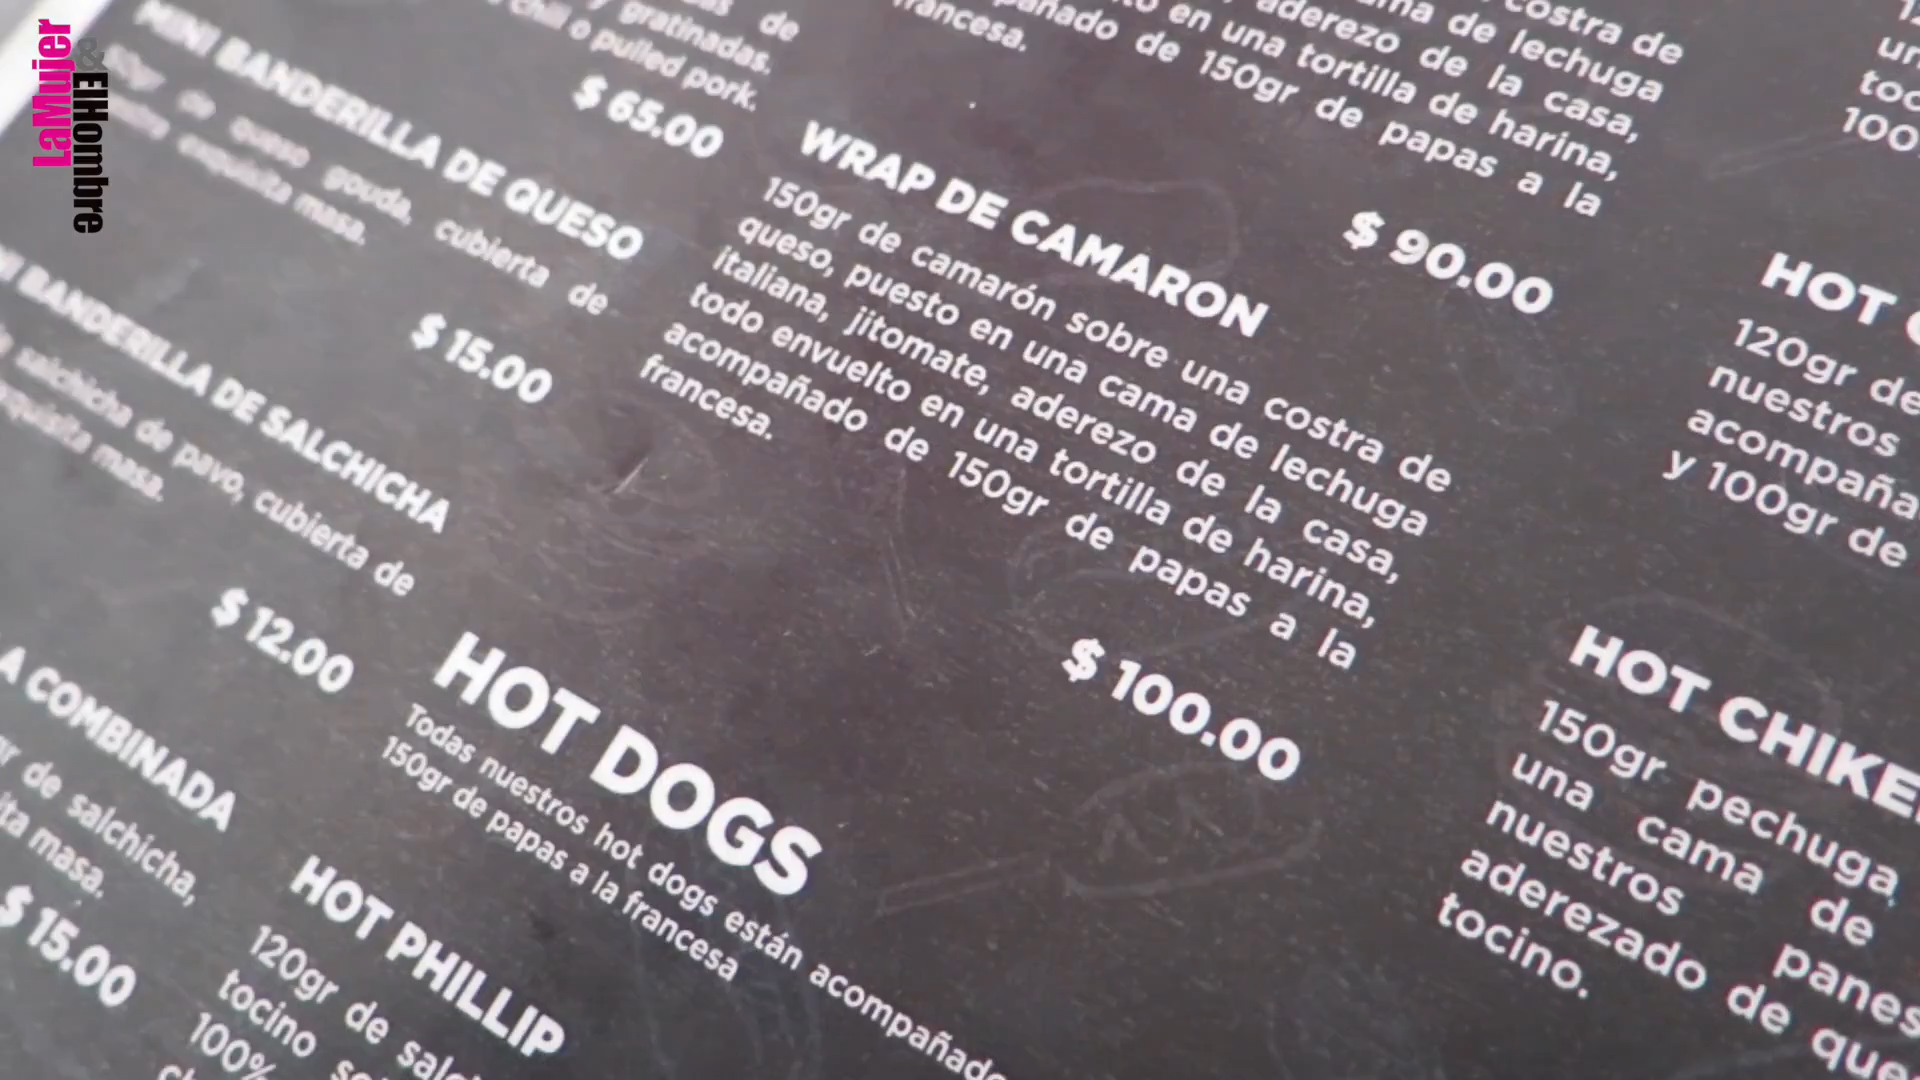 LaMujer
&
ElHombre
de
y gratinadas.
chili o pulled pork.
$ 65.00
MINI BANDERILLA DE QUESO
de queso gouda, cubierta de
exquisita masa.
$ 15.00
BANDERILLA DE SALCHICHA
salchicha de pavo, cubierta de
exquisita masa.
$ 12.00
COMBINADA
de salchicha,
masa.
$ 15.00
costra de
de lechuga
aderezo de la casa,
en una tortilla de harina,
de 150gr de papas a la
francesa.
$ 90.00
WRAP DE CAMARON
150gr de camarón sobre una costra de
queso, puesto en una cama de lechuga
italiana, jitomate, aderezo de la casa,
todo envuelto en una tortilla de harina,
acompañado de 150gr de papas a la
francesa.
$ 100.00
HOT DOGS
Todas nuestros hot dogs están acompañado
150gr de papas a la francesa
HOT PHILLIP
120gr de
tocino
100%
100
HOT
120gr de
nuestros
y 100gr de
HOT CHIKE
150gr pechuga
una cama de
nuestros panes
aderezado de
tocino.